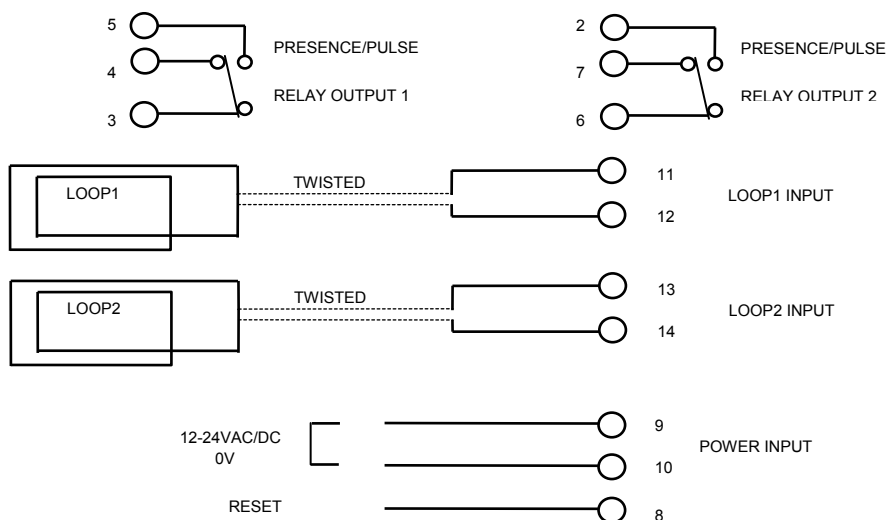 5
PRESENCE/PULSE
4
RELAY OUTPUT 1
3
2
PRESENCE/PULSE
7
RELAY OUTPUT 2
6
LOOP1
TWISTED
11
12
LOOP1 INPUT
LOOP2
TWISTED
13
14
LOOP2 INPUT
12-24VAC/DC
0V
9
10
POWER INPUT
RESET
8